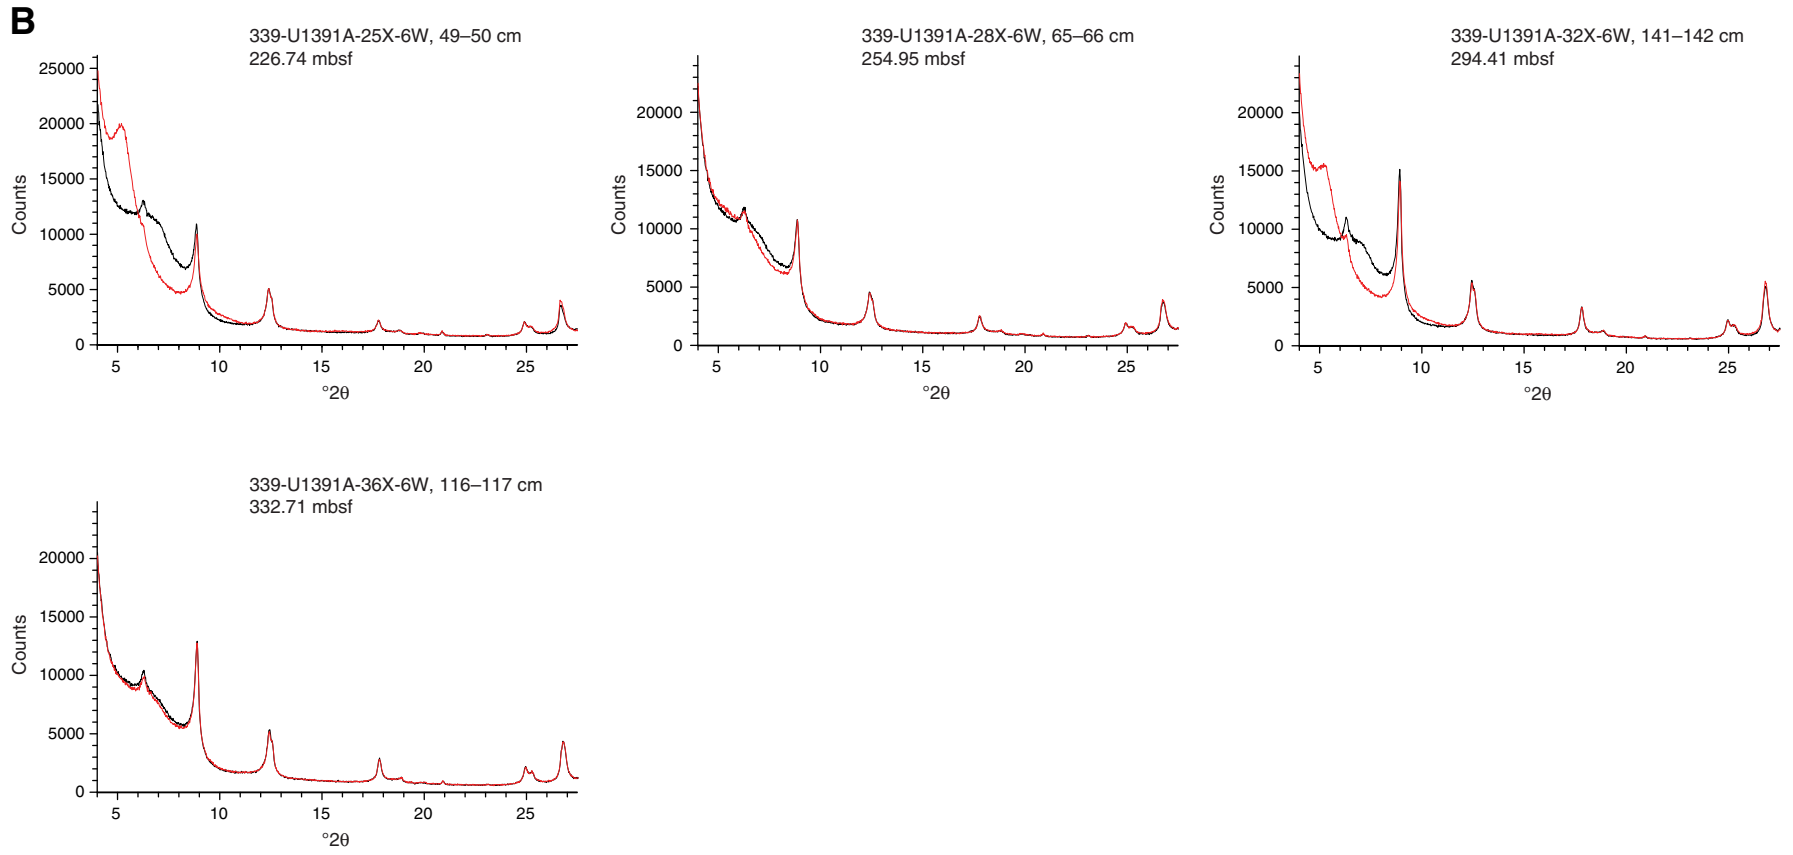 B
339-U1391A-25X-6W, 49–50 cm
226.74 mbsf
25000
20000
15000
10000
5000
0
Counts
5 10 15 20 25
°2θ
339-U1391A-28X-6W, 65–66 cm
254.95 mbsf
20000
15000
10000
5000
0
Counts
5 10 15 20 25
°2θ
339-U1391A-32X-6W, 141–142 cm
294.41 mbsf
20000
15000
10000
5000
0
Counts
5 10 15 20 25
°2θ
339-U1391A-36X-6W, 116–117 cm
332.71 mbsf
20000
15000
10000
5000
0
Counts
5 10 15 20 25
°2θ